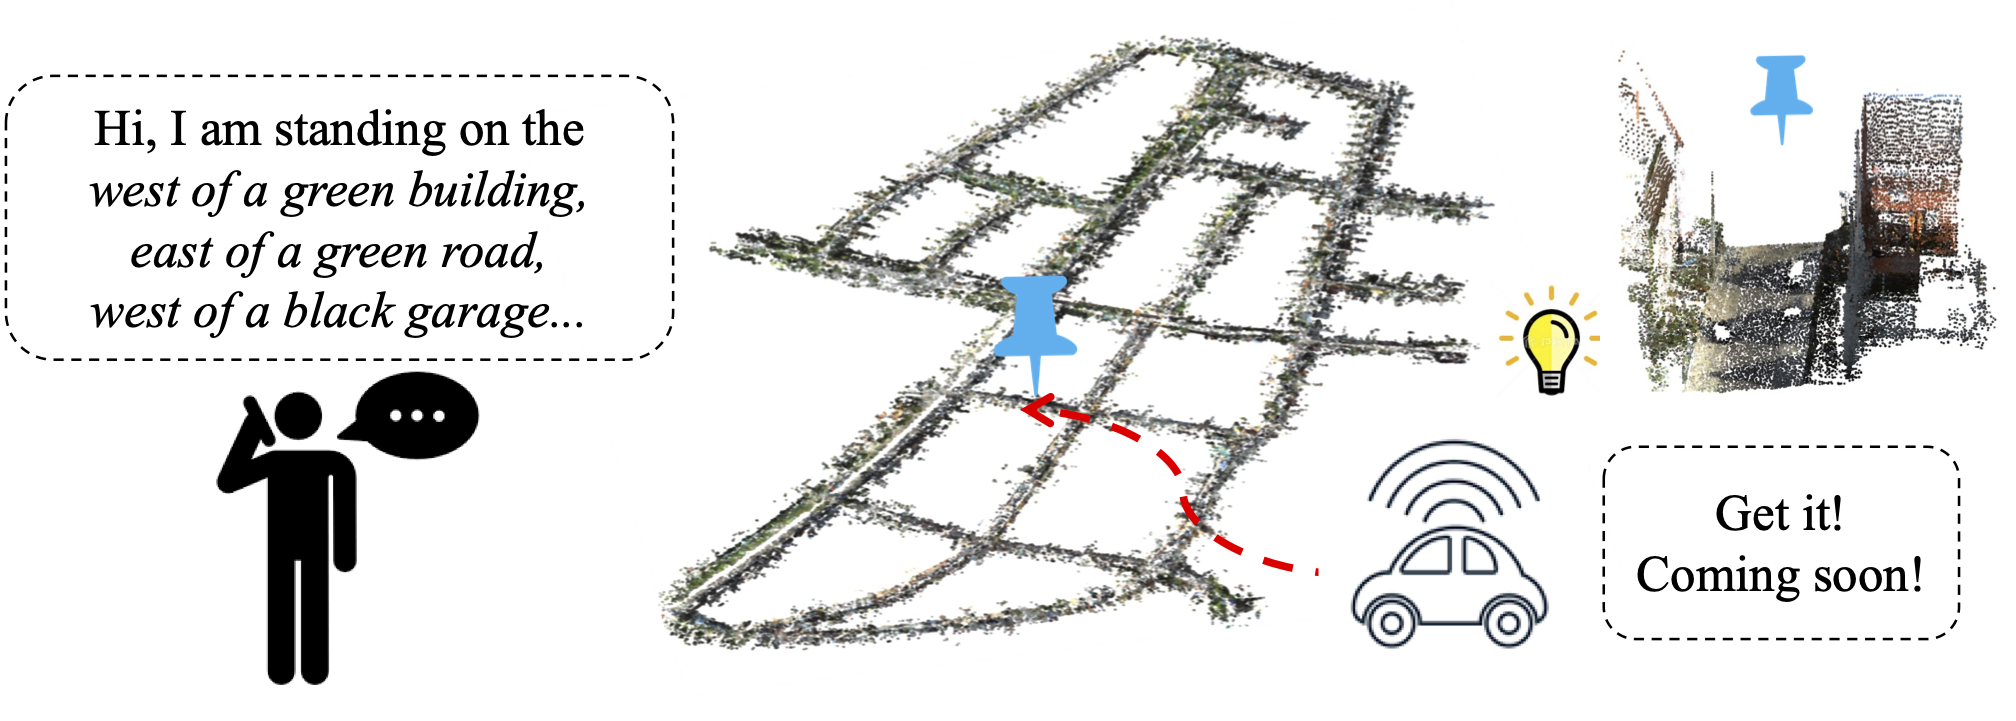 Hi, I am standing on the
west of a green building,
east of a green road,
west of a black garage...
Get it!
Coming soon!